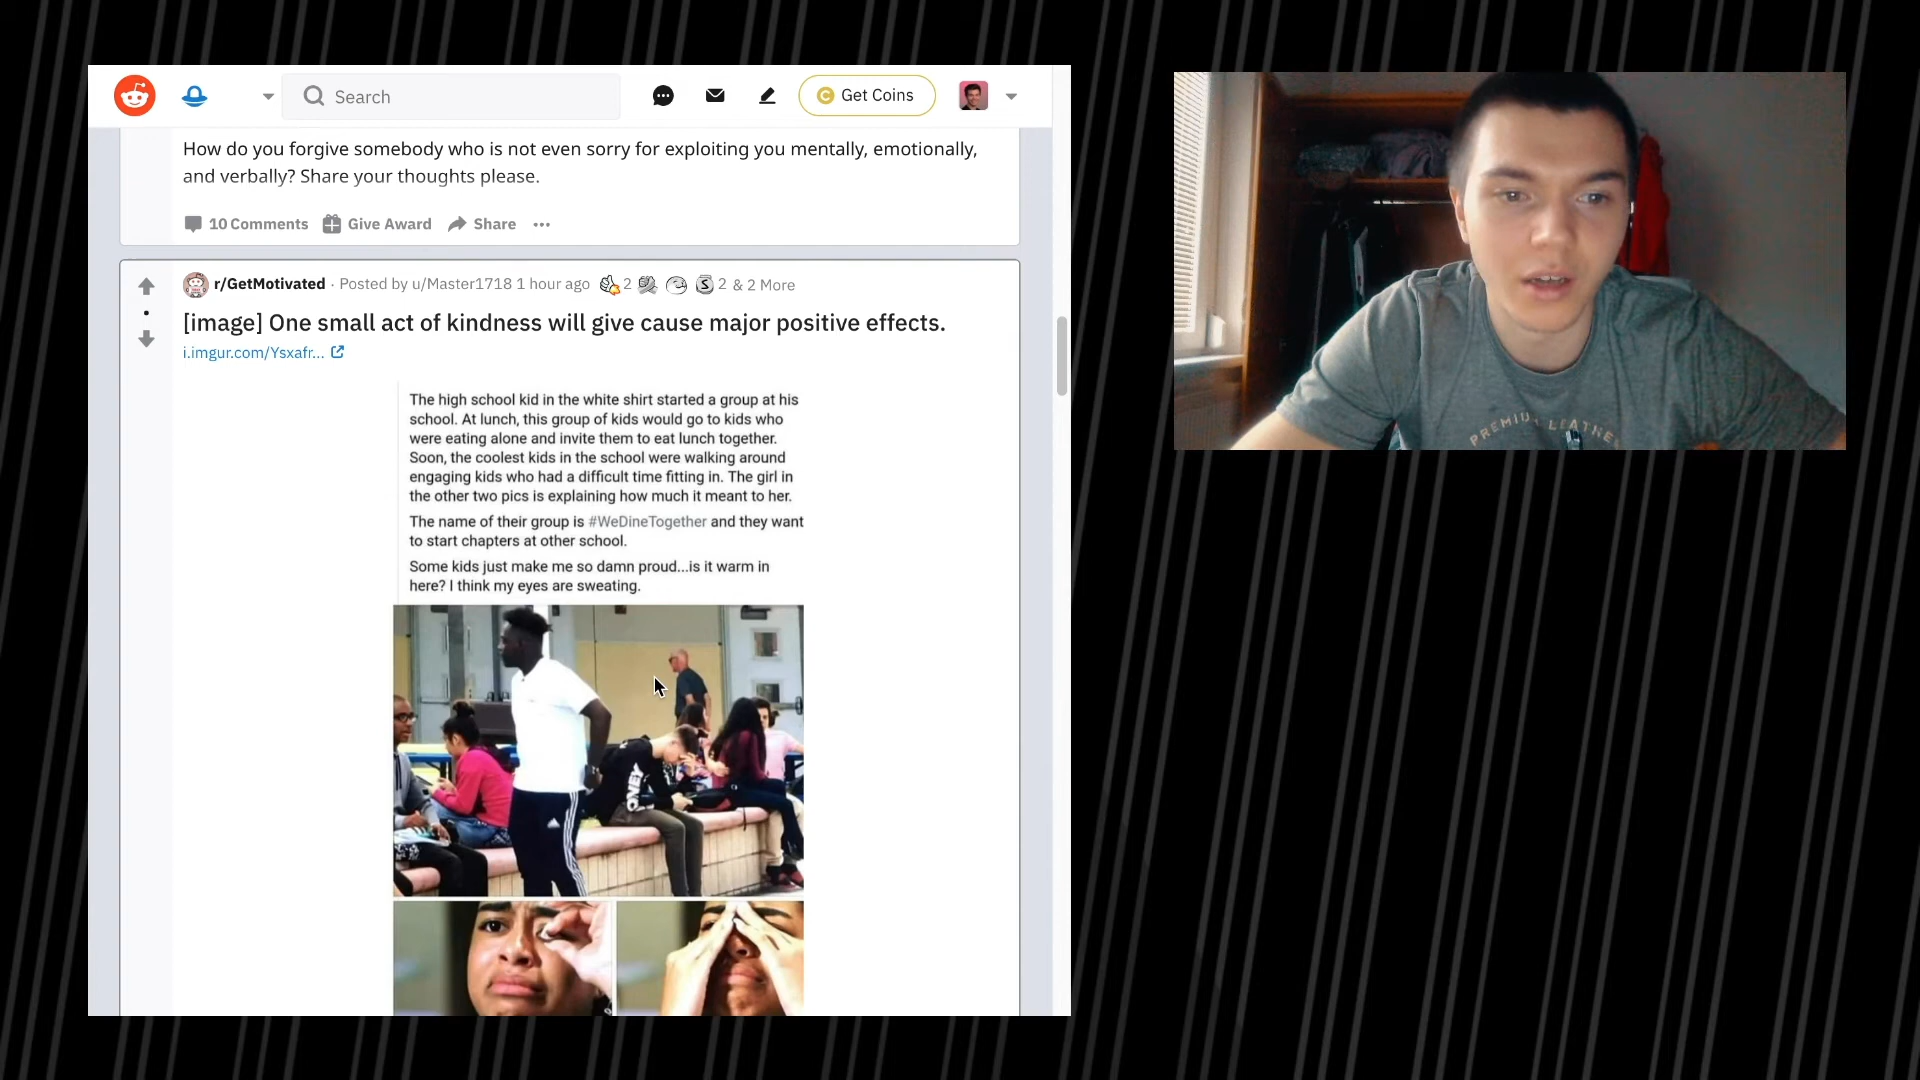 Search
Get Coins
How do you forgive somebody who is not even sorry for exploiting you mentally, emotionally,
and verbally? Share your thoughts please.
10 Comments Give Award Share
r/GetMotivated · Posted by u/Master1718 1 hour ago 2 S 2 & 2 More
[image] One small act of kindness will give cause major positive effects.
i.imgur.com/Ysxafr...
The high school kid in the white shirt started a group at his
school. At lunch, this group of kids would go to kids who
were eating alone and invite them to eat lunch together.
Soon, the coolest kids in the school were walking around
engaging kids who had a difficult time fitting in. The girl in
the other two pics is explaining how much it meant to her.
The name of their group is #WeDineTogether and they want
to start chapters at other school.
Some kids just make me so damn proud...is it warm in
here? I think my eyes are sweating.
PREMIUM LEATHER